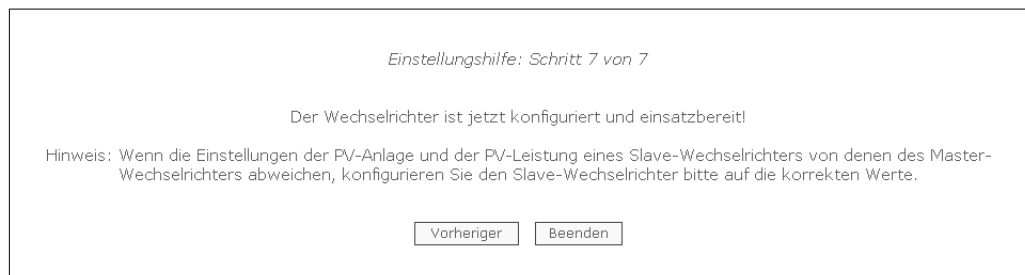 Einstellungshilfe: Schritt 7 von 7
Der Wechselrichter ist jetzt konfiguriert und einsatzbereit!
Hinweis: Wenn die Einstellungen der PV-Anlage und der PV-Leistung eines Slave-Wechselrichters von denen des Master-
Wechselrichters abweichen, konfigurieren Sie den Slave-Wechselrichter bitte auf die korrekten Werte.
Vorheriger Beenden